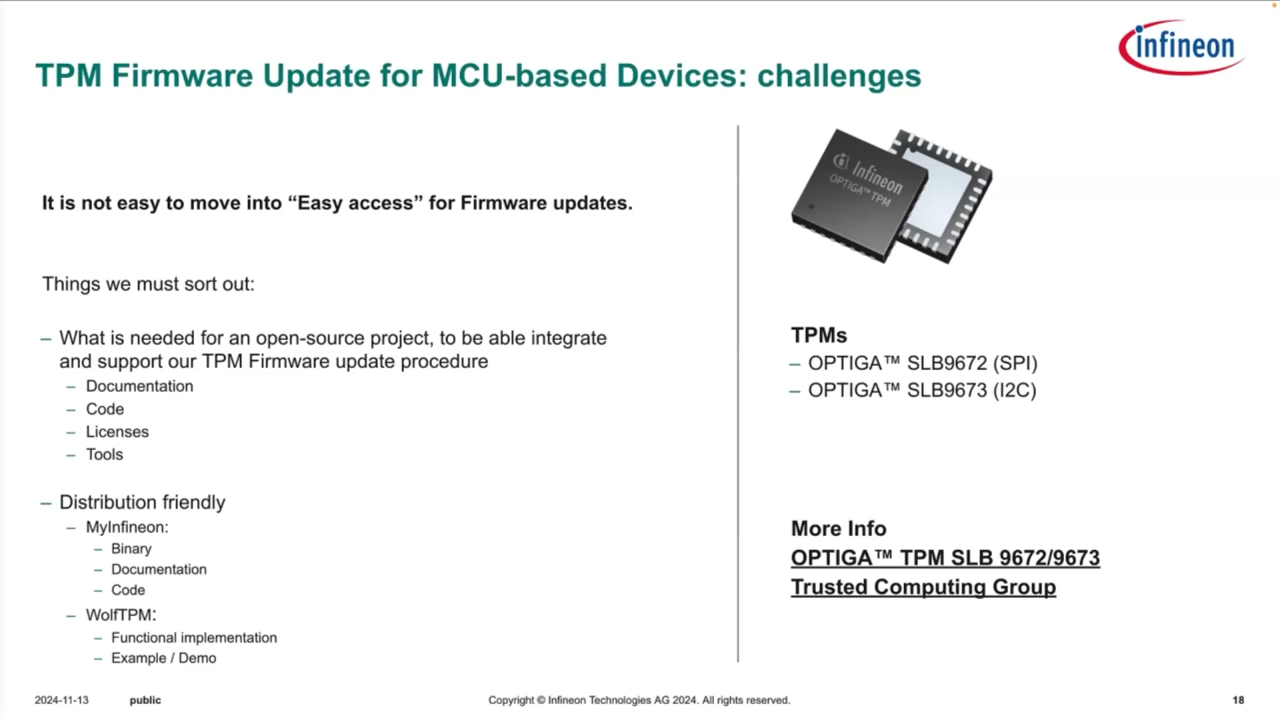 infineon
TPM Firmware Update for MCU-based Devices: challenges
It is not easy to move into “Easy access” for Firmware updates.
Things we must sort out:
– What is needed for an open-source project, to be able integrate
and support our TPM Firmware update procedure
– Documentation
– Code
– Licenses
– Tools
– Distribution friendly
– MyInfineon:
– Binary
– Documentation
– Code
– WolfTPM:
– Functional implementation
– Example / Demo
Infineon
OPTIGA™ TPM
TPMs
– OPTIGA™ SLB9672 (SPI)
– OPTIGA™ SLB9673 (I2C)
More Info
OPTIGA™ TPM SLB 9672/9673
Trusted Computing Group
2024-11-13 public Copyright © Infineon Technologies AG 2024. All rights reserved. 18